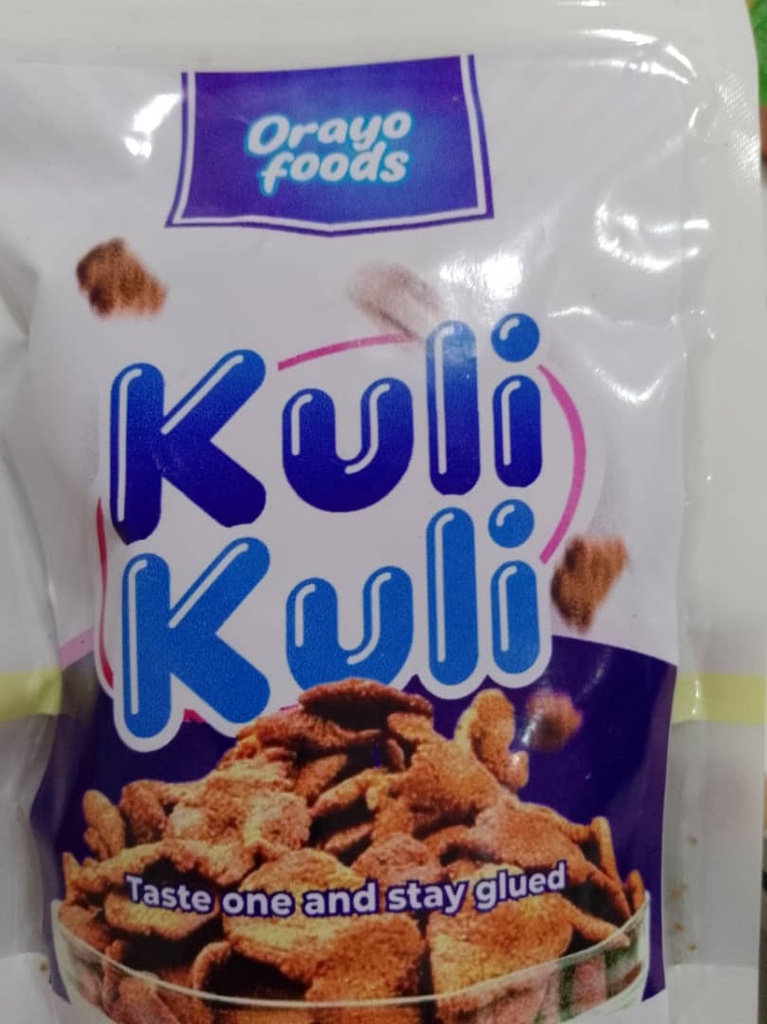 Orayo
foods
Kuli
Kuli
Taste one and stay glued